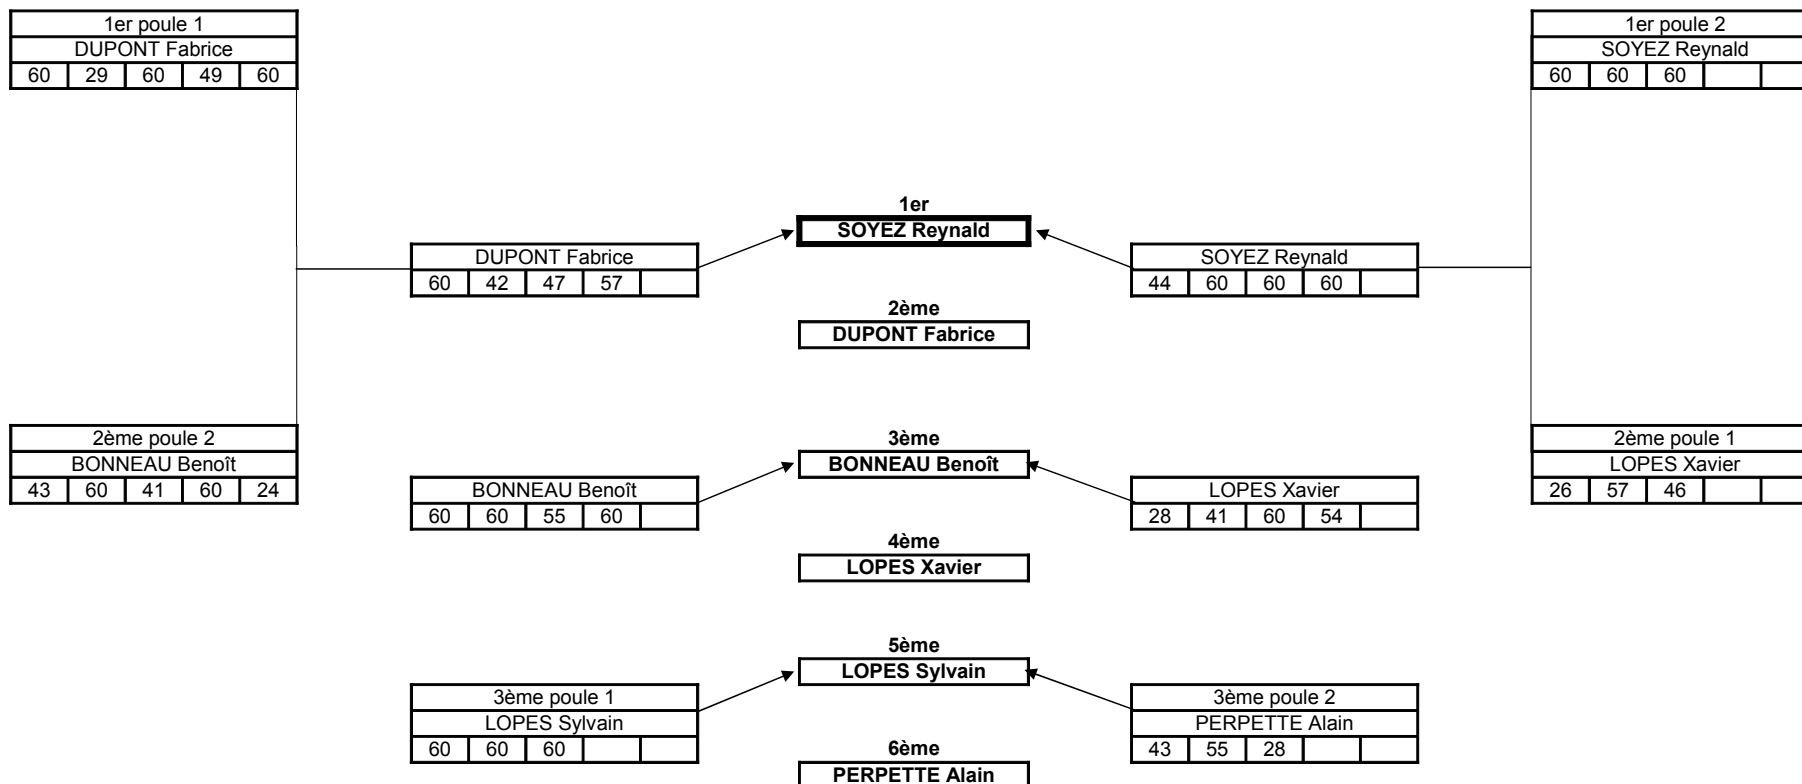 1er poule 1
DUPONT Fabrice
60 29 60 49 60
1er poule 2
SOYEZ Reynald
60 60 60
1er
SOYEZ Reynald
DUPONT Fabrice
60 42 47 57
SOYEZ Reynald
44 60 60 60
2ème
DUPONT Fabrice
2ème poule 2
BONNEAU Benoît
43 60 41 60 24
3ème
BONNEAU Benoît
2ème poule 1
LOPES Xavier
26 57 46
BONNEAU Benoît
60 60 55 60
LOPES Xavier
28 41 60 54
4ème
LOPES Xavier
5ème
LOPES Sylvain
3ème poule 1
LOPES Sylvain
60 60 60
3ème poule 2
PERPETTE Alain
43 55 28
6ème
PERPETTE Alain